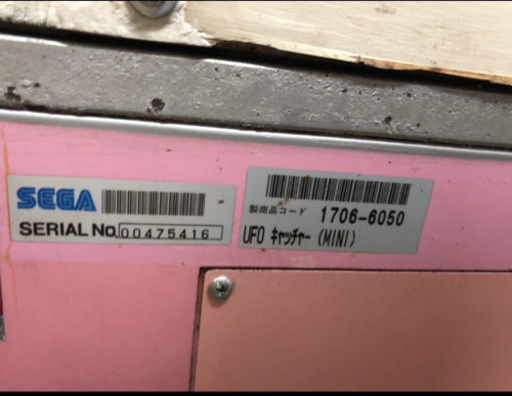 SEGA
SERIAL No. 00475416
製商品コード 1706-6050
UFO キャッチャー (MINI)